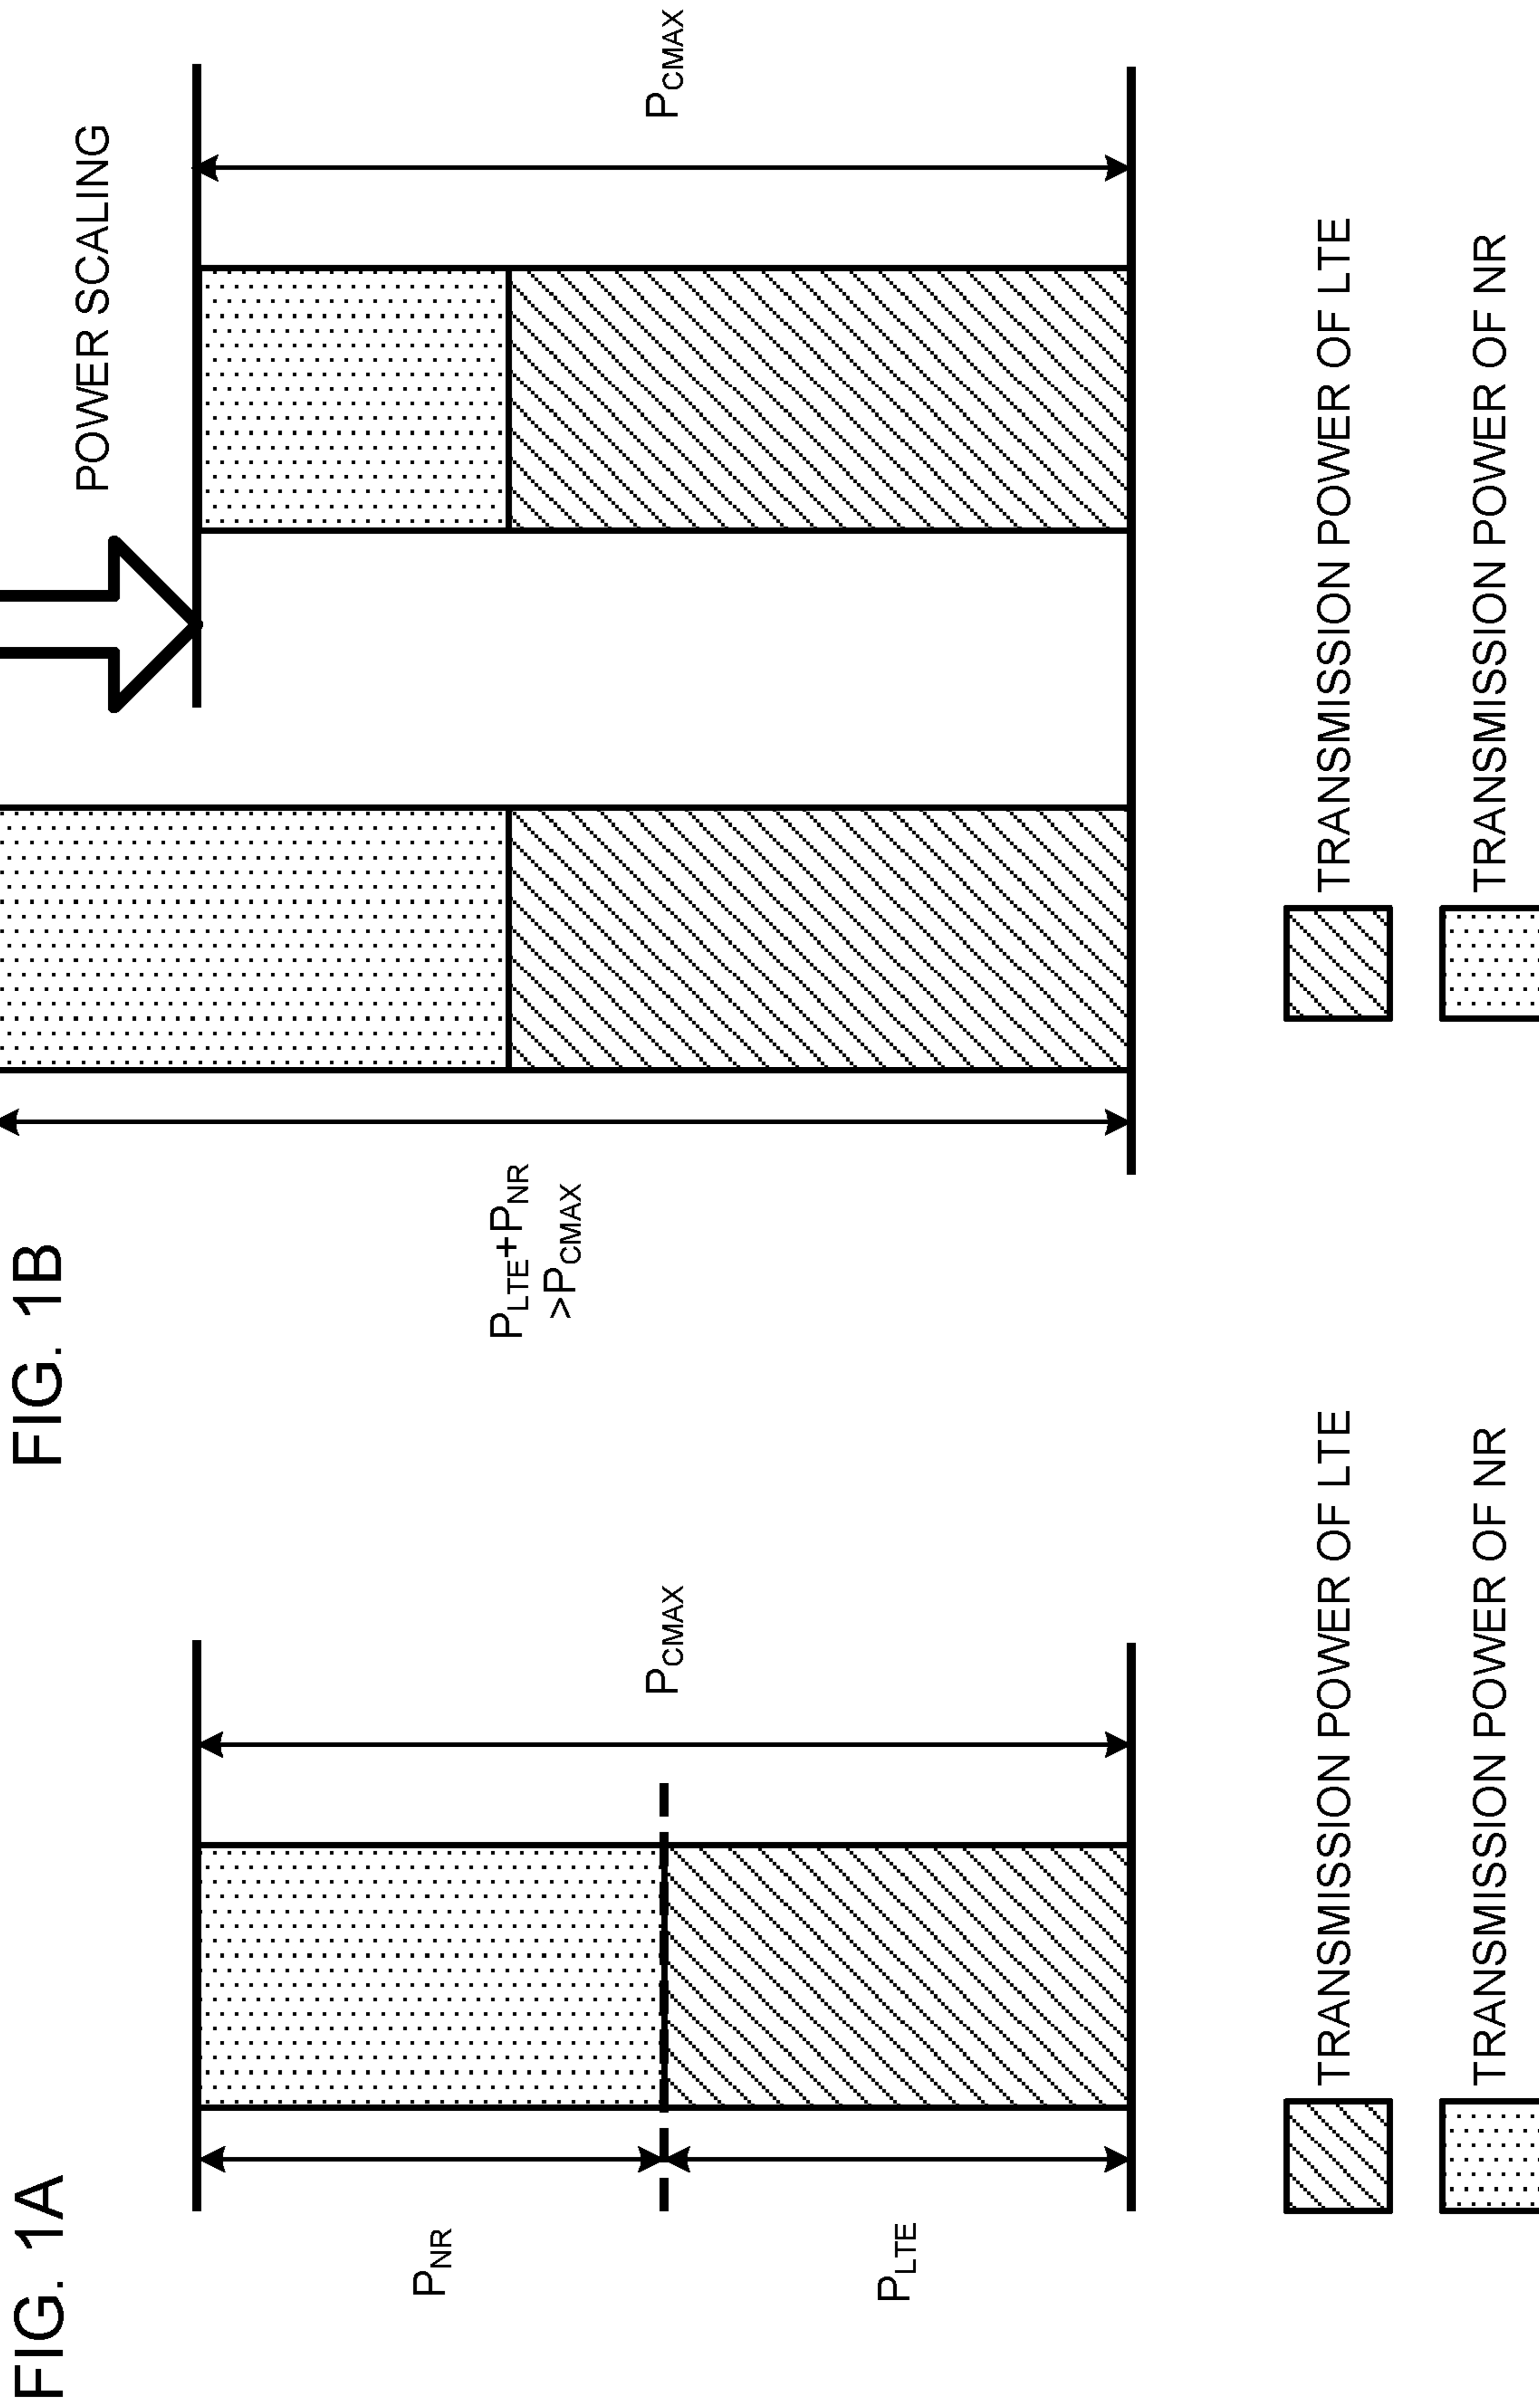 FIG. 1A
P_NR
P_LTE
P_CMAX
TRANSMISSION POWER OF LTE
TRANSMISSION POWER OF NR
FIG. 1B
P_LTE+P_NR
>P_CMAX
POWER SCALING
P_CMAX
TRANSMISSION POWER OF LTE
TRANSMISSION POWER OF NR